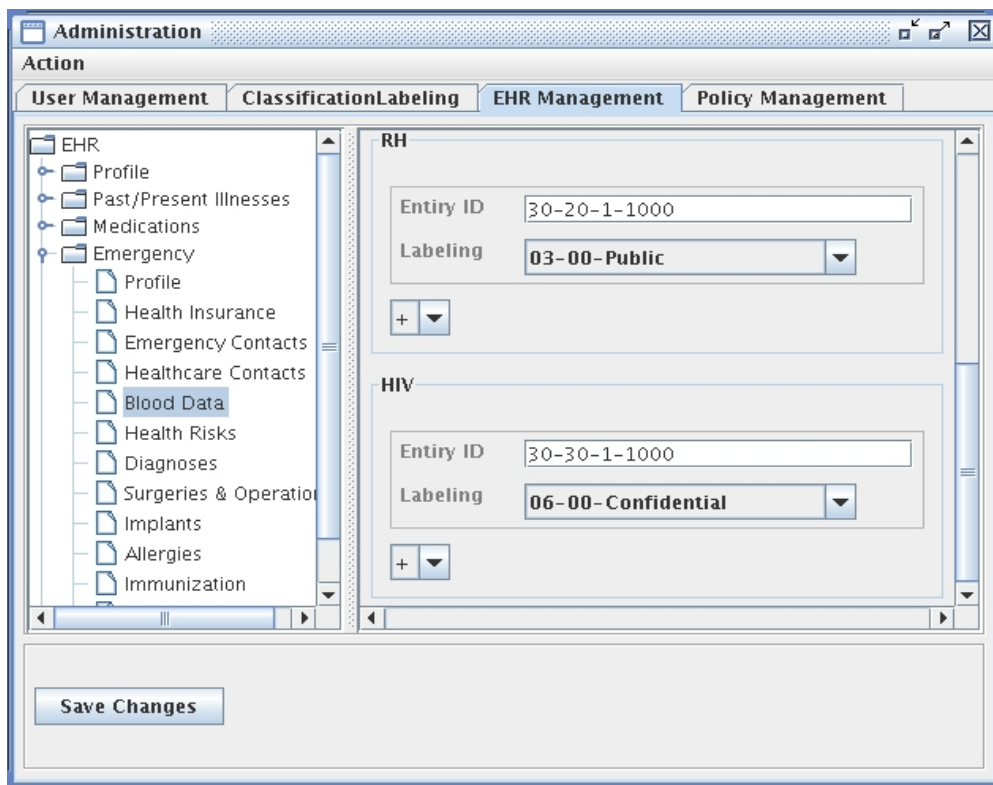 Administration
Action
User Management
ClassificationLabeling
EHR Management
Policy Management
EHR
Profile
Past/Present Illnesses
Medications
Emergency
Profile
Health Insurance
Emergency Contacts
Healthcare Contacts
Blood Data
Health Risks
Diagnoses
Surgeries & Operatio
Implants
Allergies
Immunization
RH
Entiry ID
30-20-1-1000
Labeling
03-00-Public
+
HIV
Entiry ID
30-30-1-1000
Labeling
06-00-Confidential
+
Save Changes